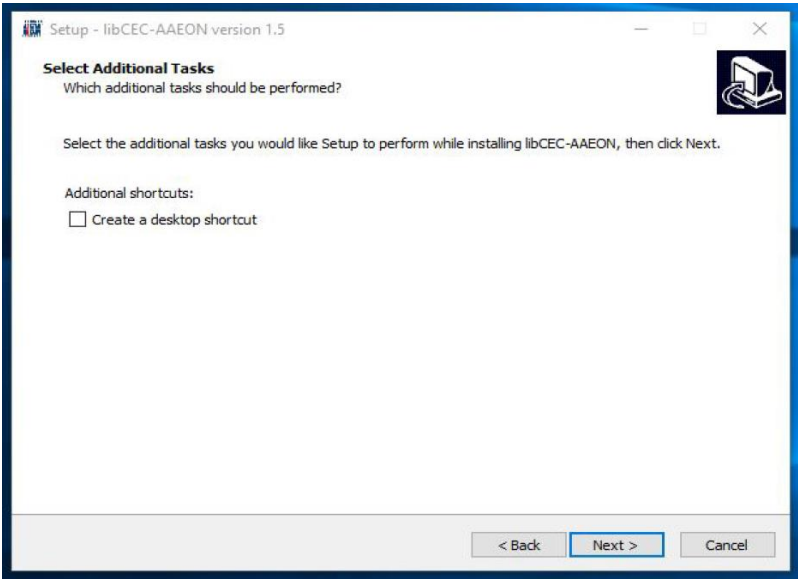 Setup - libCEC-AAEON version 1.5
Select Additional Tasks
Which additional tasks should be performed?
Select the additional tasks you would like Setup to perform while installing libCEC-AAEON, then click Next.
Additional shortcuts:
Create a desktop shortcut
< Back Next > Cancel